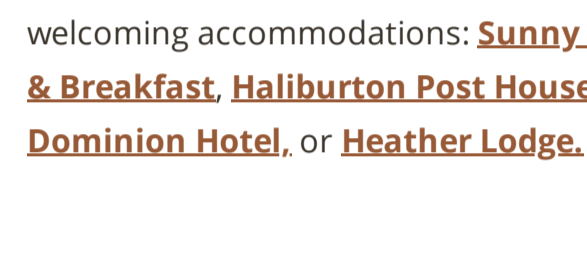 welcoming accommodations: Sunny
& Breakfast, Haliburton Post House
Dominion Hotel, or Heather Lodge.